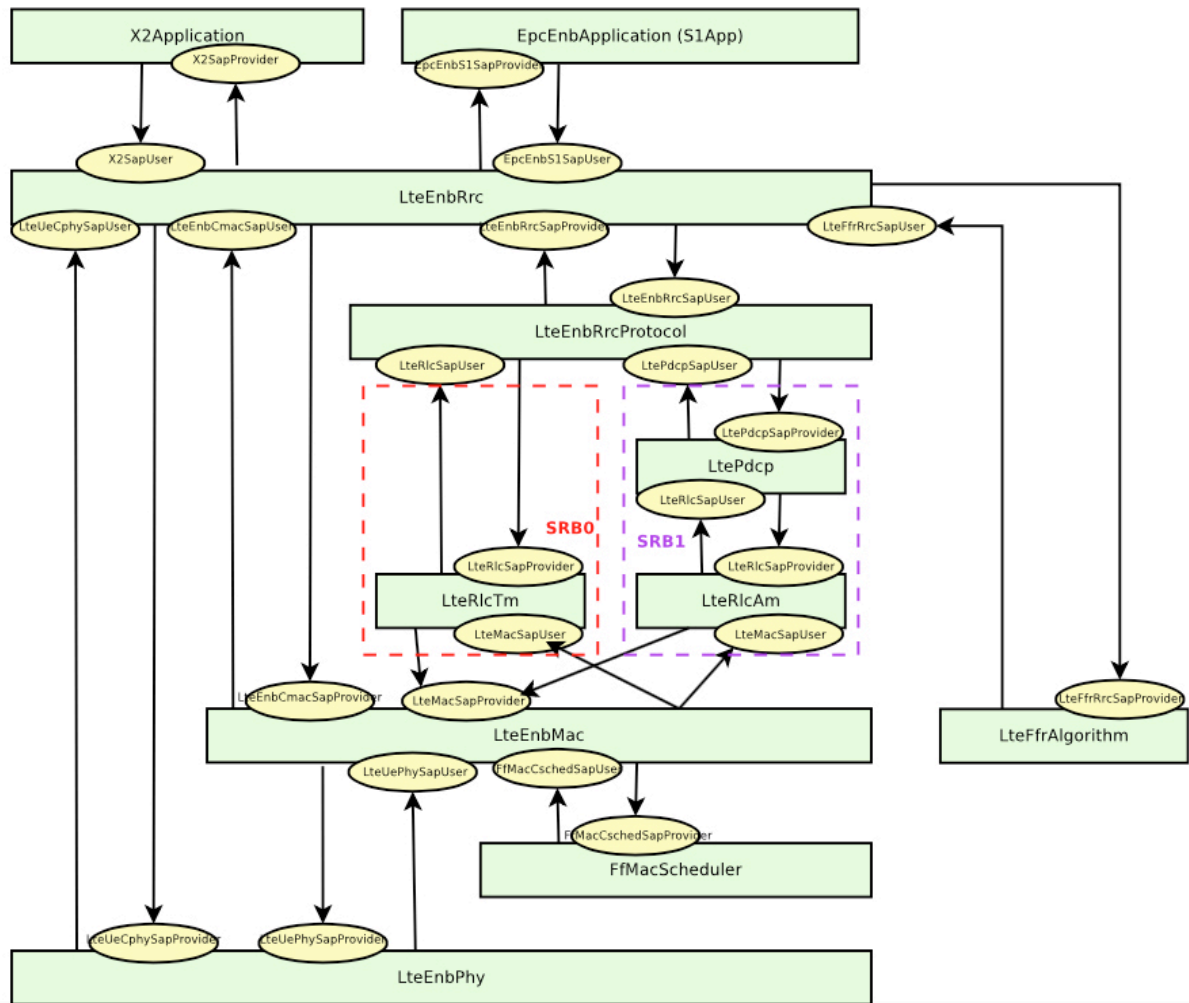 X2Application
EpcEnbApplication (S1App)
X2SapProvider
EpcEnbS1SapProvider
X2SapUser
EpcEnbS1SapUser
LteEnbRrc
LteUeCphySapUser
LteEnbCmacSapUser
LteEnbRrcSapProvider
LteFfrRrcSapUser
LteEnbRrcSapUser
LteEnbRrcProtocol
LteRlcSapUser
LtePdcpSapUser
LtePdcpSapProvider
LtePdcp
LteRlcSapUser
SRB0
SRB1
LteRlcSapProvider
LteRlcSapProvider
LteRlcTm
LteRlcAm
LteMacSapUser
LteMacSapUser
LteEnbCmacSapProvider
LteMacSapProvider
LteFfrRrcSapProvider
LteEnbMac
LteFfrAlgorithm
LteUePhySapUser
FfMacCschedSapUser
FfMacCschedSapProvider
FfMacScheduler
LteUeCphySapProvider
LteUePhySapProvider
LteEnbPhy